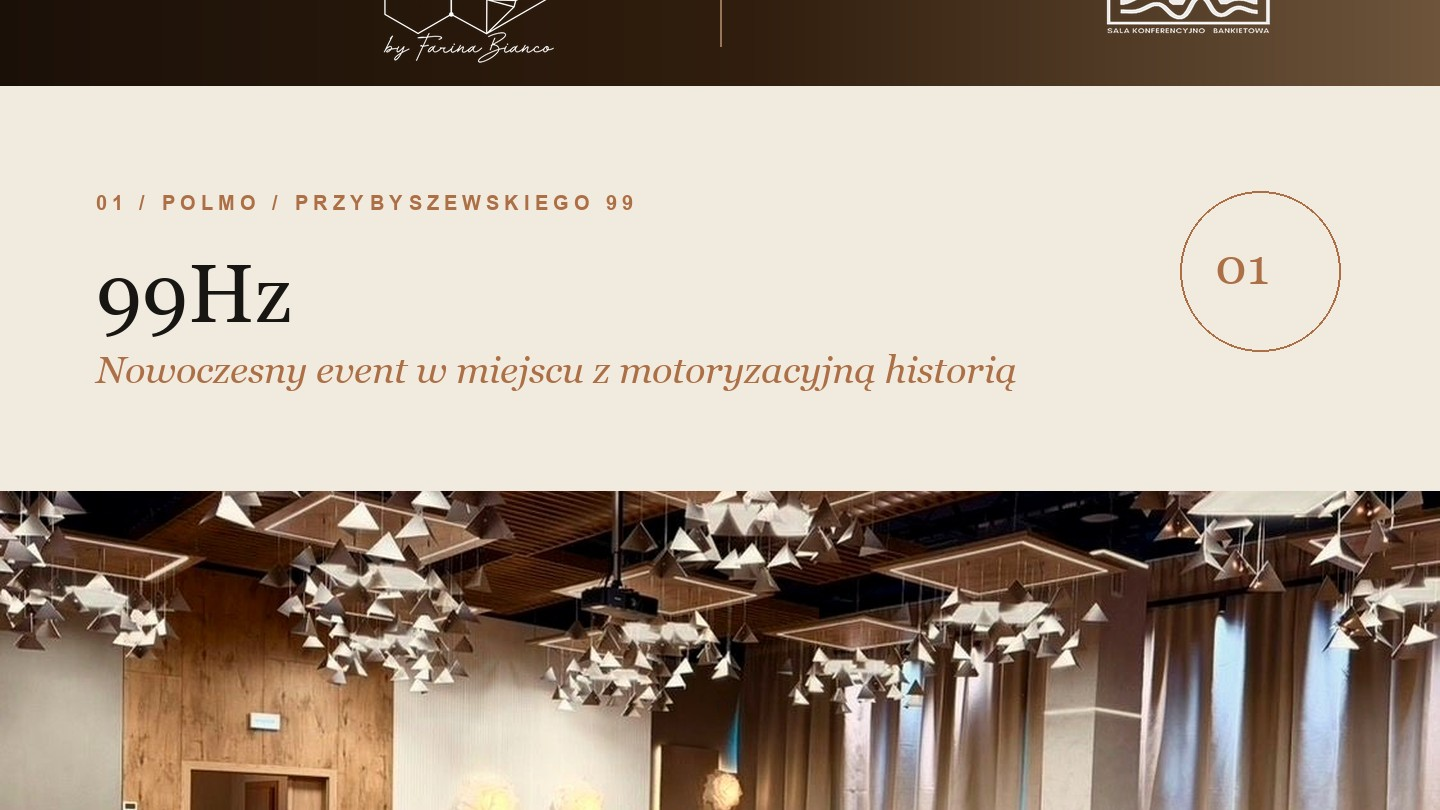 by Farina Bianco
SALA KONFERENCYJNO BANKIETOWA
01 / POLMO / PRZYBYSZEWSKIEGO 99
01
99Hz
Nowoczesny event w miejscu z motoryzacyjną historią